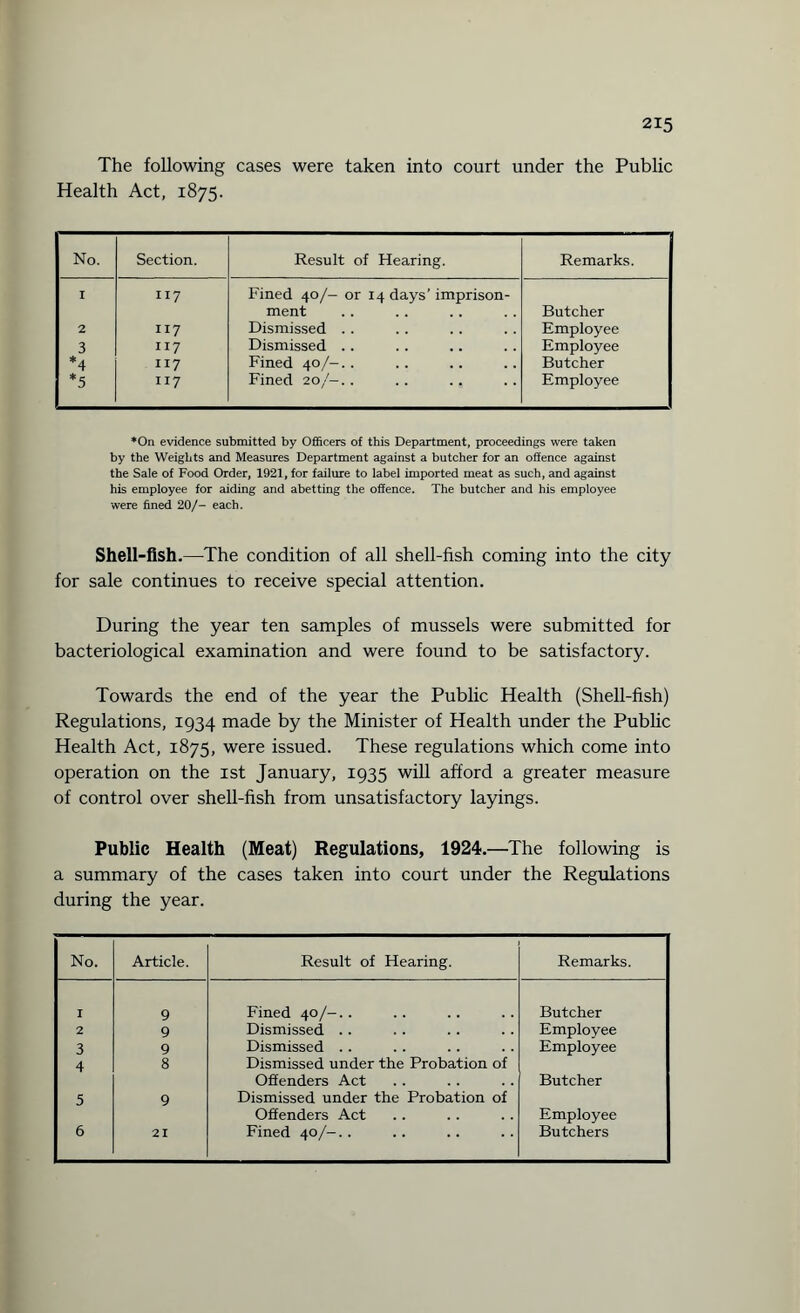 215
The following cases were taken into court under the Public
Health Act, 1875.
No. Section. Result of Hearing. Remarks.
1 117 Fined 40/– or 14 days' imprison-
ment .. .. .. .. Butcher
2 117 Dismissed .. .. .. .. Employee
3 117 Dismissed .. .. .. .. Employee
*4 117 Fined 40/–.. .. .. .. Butcher
*5 117 Fined 20/–.. .. .. .. Employee
*On evidence submitted by Officers of this Department, proceedings were taken
by the Weights and Measures Department against a butcher for an offence against
the Sale of Food Order, 1921, for failure to label imported meat as such, and against
his employee for aiding and abetting the offence. The butcher and his employee
were fined 20/– each.
Shell-fish.—The condition of all shell-fish coming into the city
for sale continues to receive special attention.
During the year ten samples of mussels were submitted for
bacteriological examination and were found to be satisfactory.
Towards the end of the year the Public Health (Shell-fish)
Regulations, 1934 made by the Minister of Health under the Public
Health Act, 1875, were issued. These regulations which come into
operation on the 1st January, 1935 will afford a greater measure
of control over shell-fish from unsatisfactory layings.
Public Health (Meat) Regulations, 1924.—The following is
a summary of the cases taken into court under the Regulations
during the year.
No. Article. Result of Hearing. Remarks.
1 9 Fined 40/–.. .. .. .. Butcher
2 9 Dismissed .. .. .. .. Employee
3 9 Dismissed .. .. .. .. Employee
4 8 Dismissed under the Probation of
Offenders Act .. .. .. Butcher
5 9 Dismissed under the Probation of
Offenders Act .. .. .. Employee
6 21 Fined 40/–.. .. .. .. Butchers